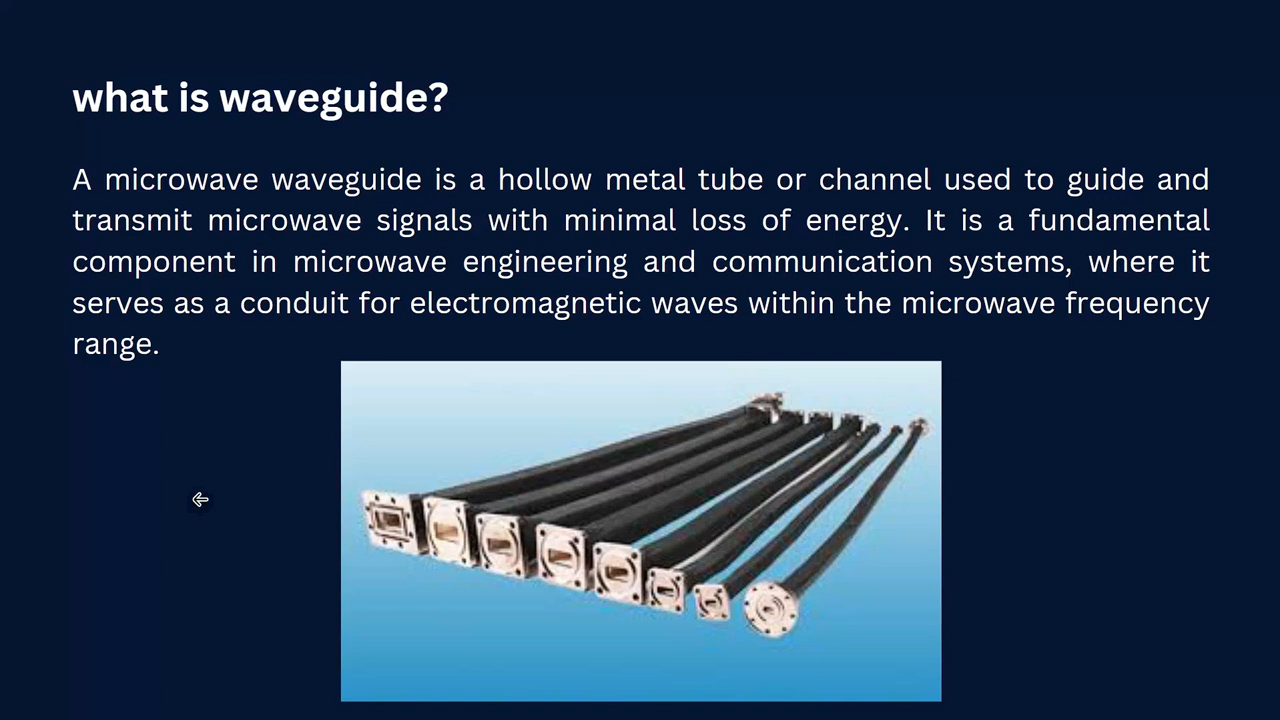 what is waveguide?
A microwave waveguide is a hollow metal tube or channel used to guide and
transmit microwave signals with minimal loss of energy. It is a fundamental
component in microwave engineering and communication systems, where it
serves as a conduit for electromagnetic waves within the microwave frequency
range.